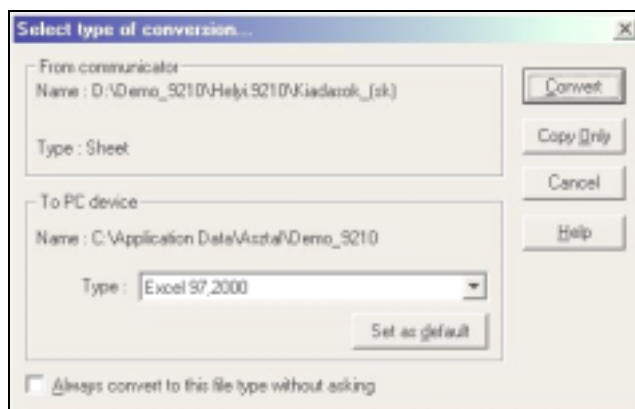 Select type of conversion...
From communicator
Name : D:\Demo_9210\Helyi.9210\Kiadasok_(sk)
Type : Sheet
To PC device
Name : C:\Application Data\Asztal\Demo_9210
Type : Excel 97,2000
Set as default
Always convert to this file type without asking
Convert
Copy Only
Cancel
Help